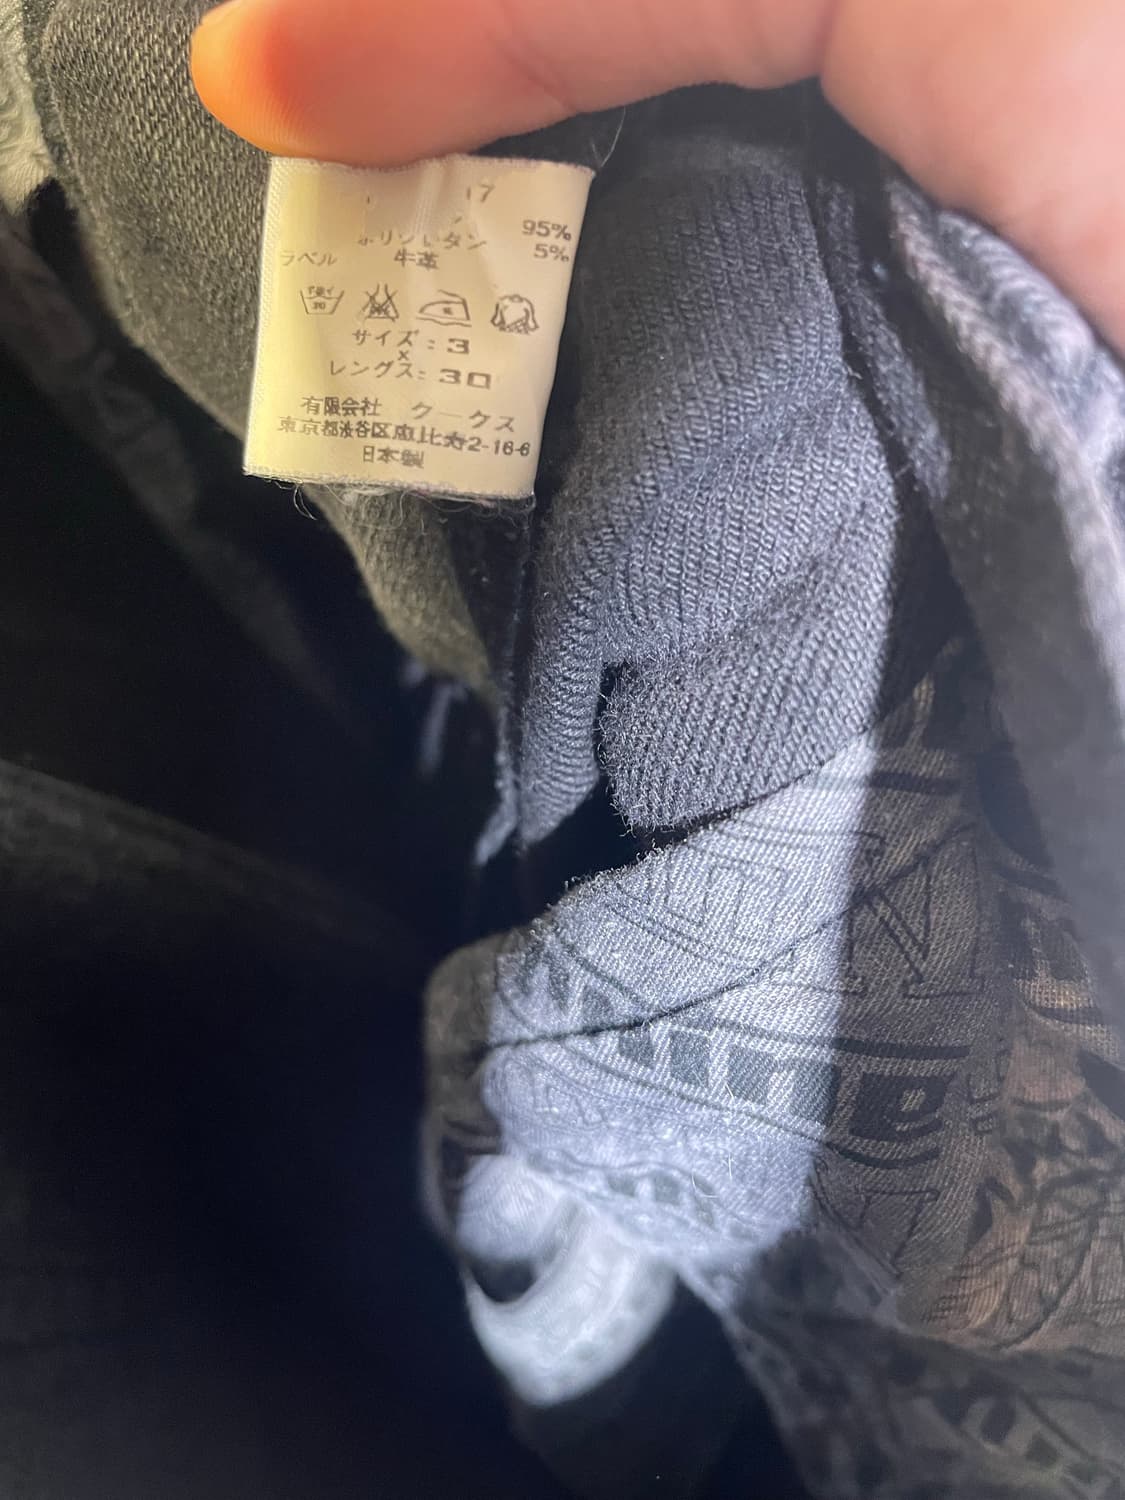 17
95%
ポリウレタン 5%
ラベル 牛革
サイズ:3
x
レングス:30
有限会社 クークス
東京都渋谷区恵比寿2-16-6
日本製